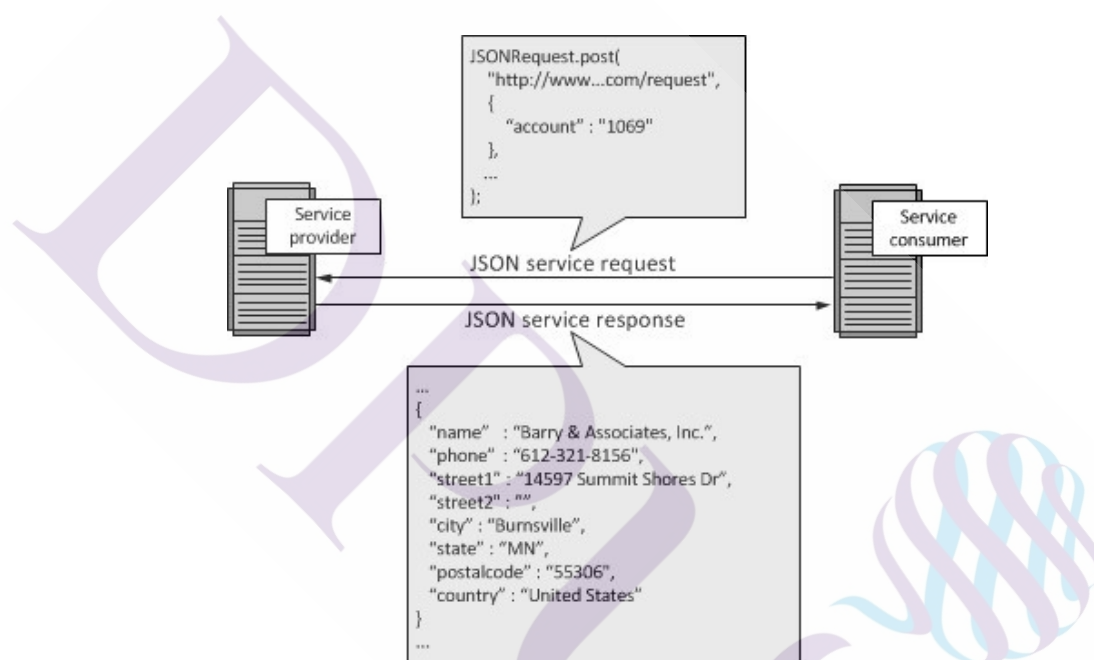 JSONRequest.post(
"http://www...com/request",
{
“account” : "1069"
},
...
);
Service
provider
Service
consumer
JSON service request
JSON service response
...
{
"name" : “Barry & Associates, Inc.”,
"phone" : “612-321-8156",
"street1" : “14597 Summit Shores Dr”,
"street2" : “”,
"city" : “Burnsville”,
"state" : “MN”,
"postalcode” : “55306",
"country" : “United States”
}
...